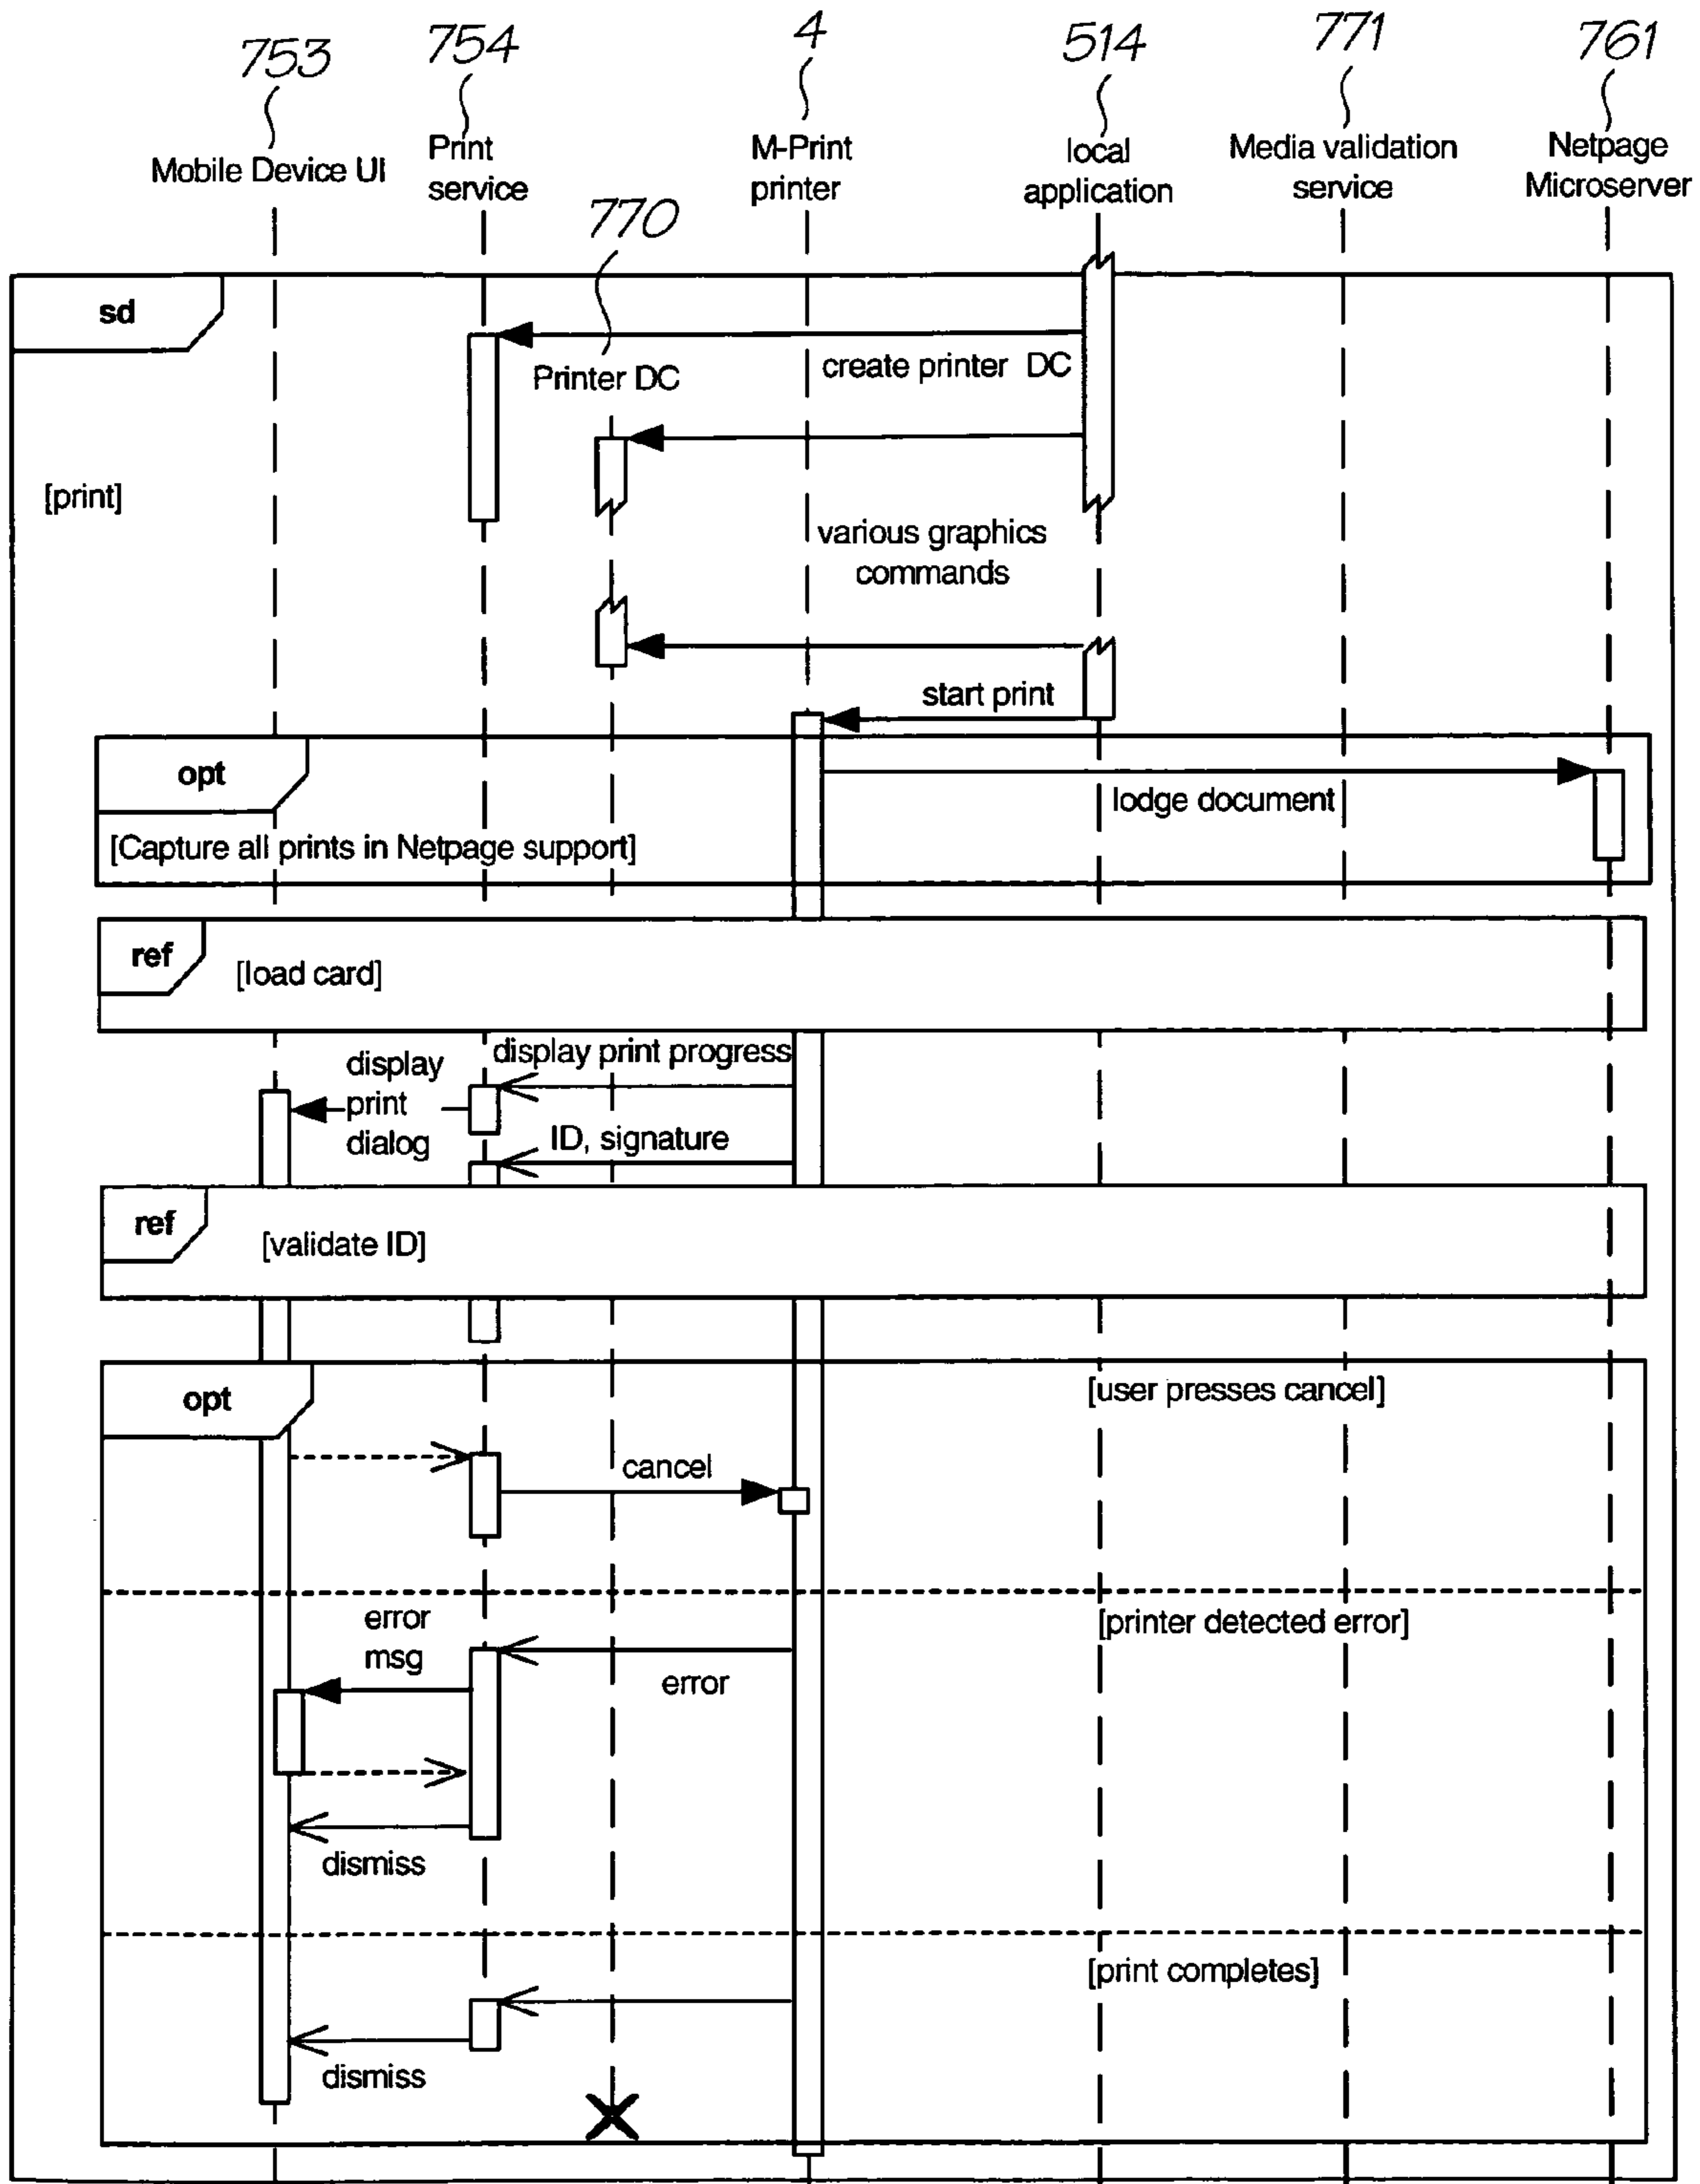 753
754
4
514
771
761
Mobile Device UI
Print
service
M-Print
printer
local
application
Media validation
service
Netpage
Microserver
770
sd
Printer DC
create printer DC
[print]
various graphics
commands
start print
opt
lodge document
[Capture all prints in Netpage support]
ref
[load card]
display print progress
display
print
dialog
ID, signature
ref
[validate ID]
opt
[user presses cancel]
cancel
error
msg
[printer detected error]
error
dismiss
[print completes]
dismiss